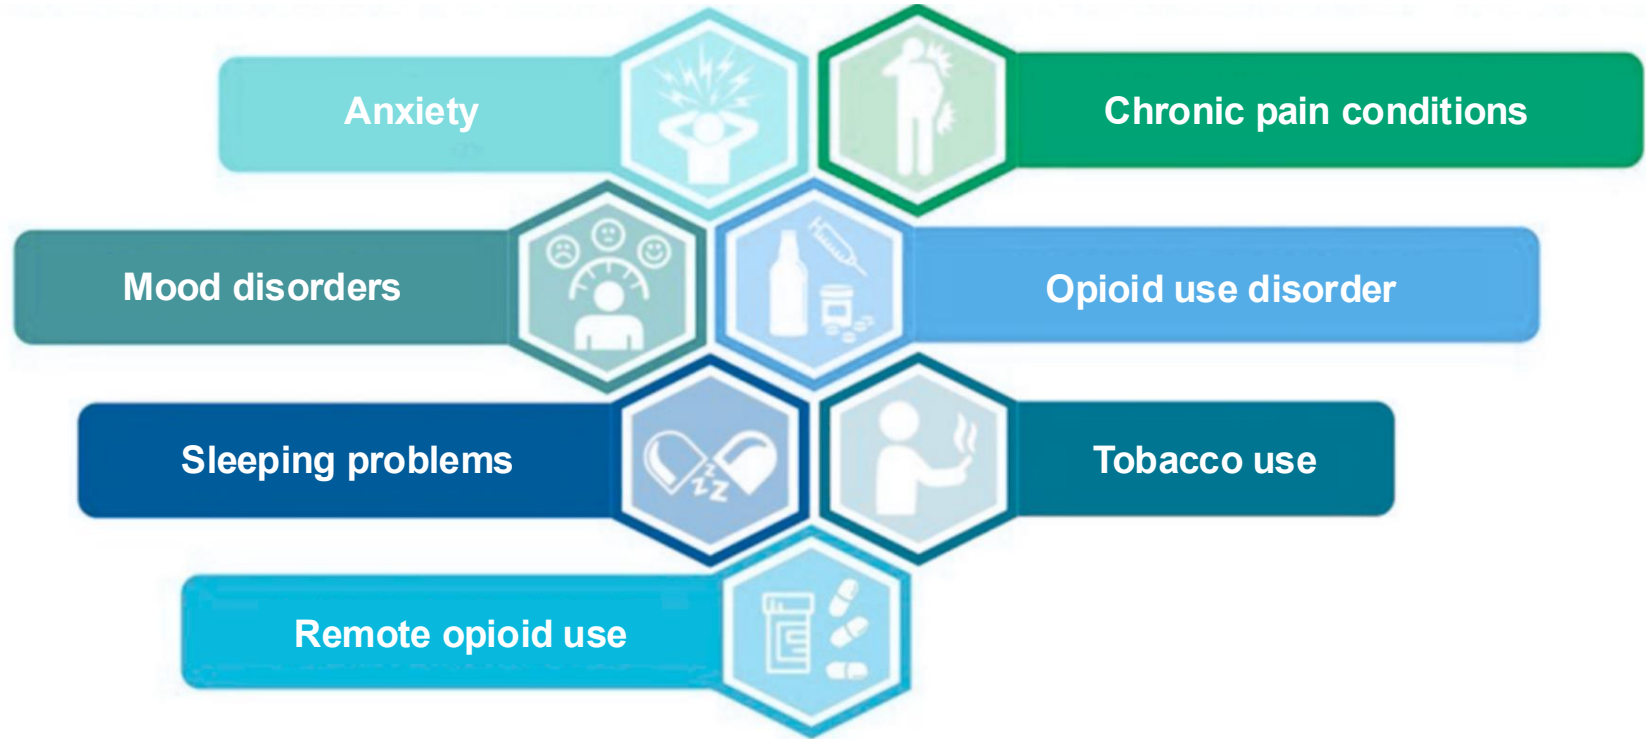 Anxiety
Chronic pain conditions
Mood disorders
Opioid use disorder
Sleeping problems
Tobacco use
Remote opioid use